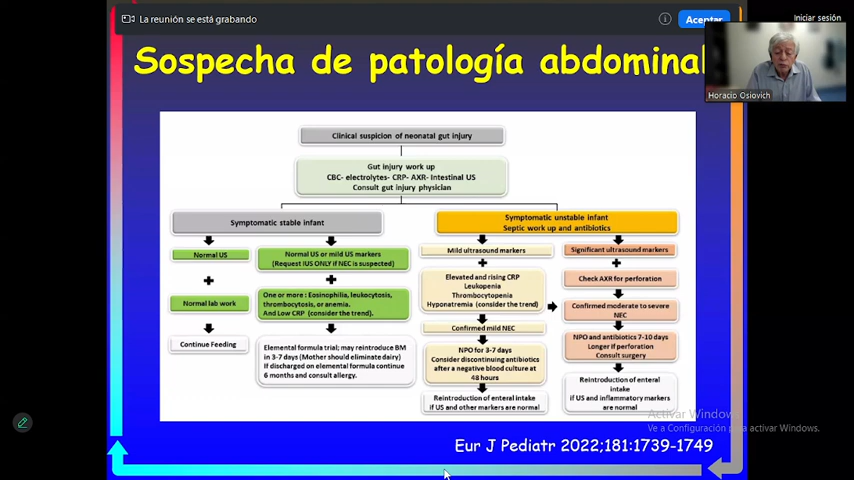 La reunión se está grabando
Aceptar
Iniciar sesión
Horacio Osiovich
Sospecha de patología abdominal
Clinical suspicion of neonatal gut injury
Gut injury work up
CBC- electrolytes- CRP- AXR- Intestinal US
Consult gut injury physician
Symptomatic stable infant
Normal US
+
Normal lab work
Continue Feeding
Normal US or mild US markers
(Request IUS ONLY if NEC is suspected)
+
One or more : Eosinophilia, leukocytosis,
thrombocytosis, or anemia.
And Low CRP (consider the trend).
Elemental formula trial; may reintroduce BM
in 3-7 days (Mother should eliminate dairy)
If discharged on elemental formula continue
6 months and consult allergy.
Symptomatic unstable infant
Septic work up and antibiotics
Mild ultrasound markers
+
Elevated and rising CRP
Leukopenia
Thrombocytopenia
Hyponatremia (consider the trend)
Confirmed mild NEC
NPO for 3-7 days
Consider discontinuing antibiotics
after a negative blood culture at
48 hours
Reintroduction of enteral intake
if US and other markers are normal
Significant ultrasound markers
+
Check AXR for perforation
Confirmed moderate to severe
NEC
NPO and antibiotics 7-10 days
Longer if perforation
Consult surgery
Reintroduction of enteral
intake
if US and inflammatory markers
are normal
Eur J Pediatr 2022;181:1739-1749
Activar Windows
Ve a Configuración para activar Windows.